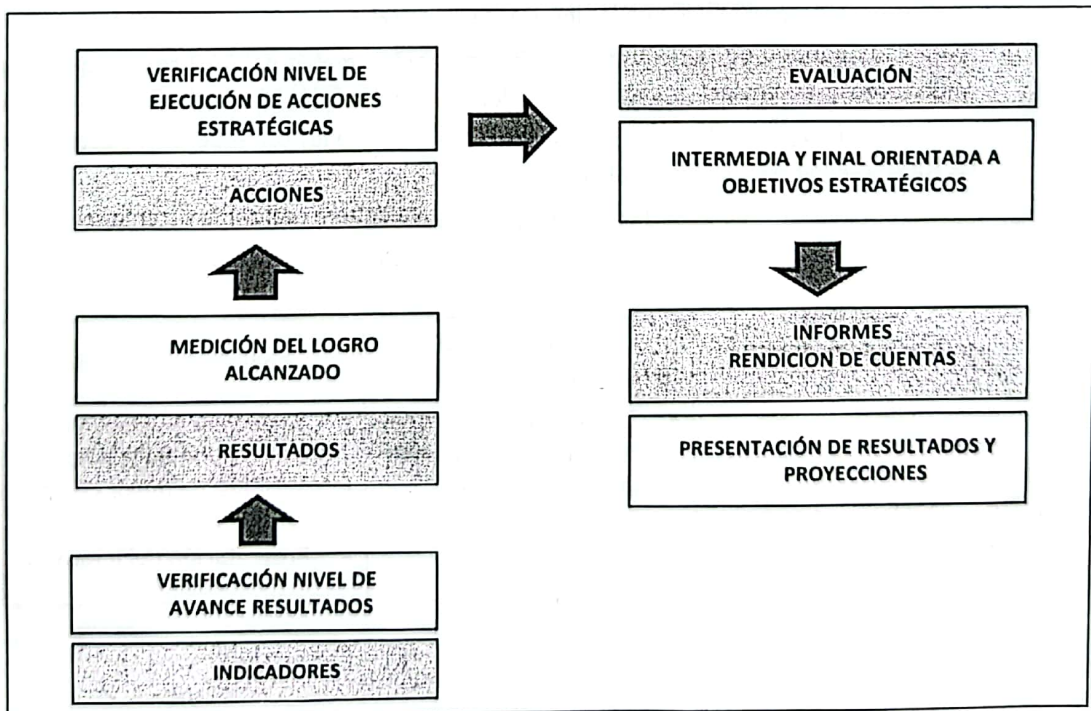 VERIFICACIÓN NIVEL DE
EJECUCIÓN DE ACCIONES
ESTRATÉGICAS
ACCIONES
MEDICIÓN DEL LOGRO
ALCANZADO
RESULTADOS
VERIFICACIÓN NIVEL DE
AVANCE RESULTADOS
INDICADORES
EVALUACIÓN
INTERMEDIA Y FINAL ORIENTADA A
OBJETIVOS ESTRATÉGICOS
INFORMES
RENDICION DE CUENTAS
PRESENTACIÓN DE RESULTADOS Y
PROYECCIONES